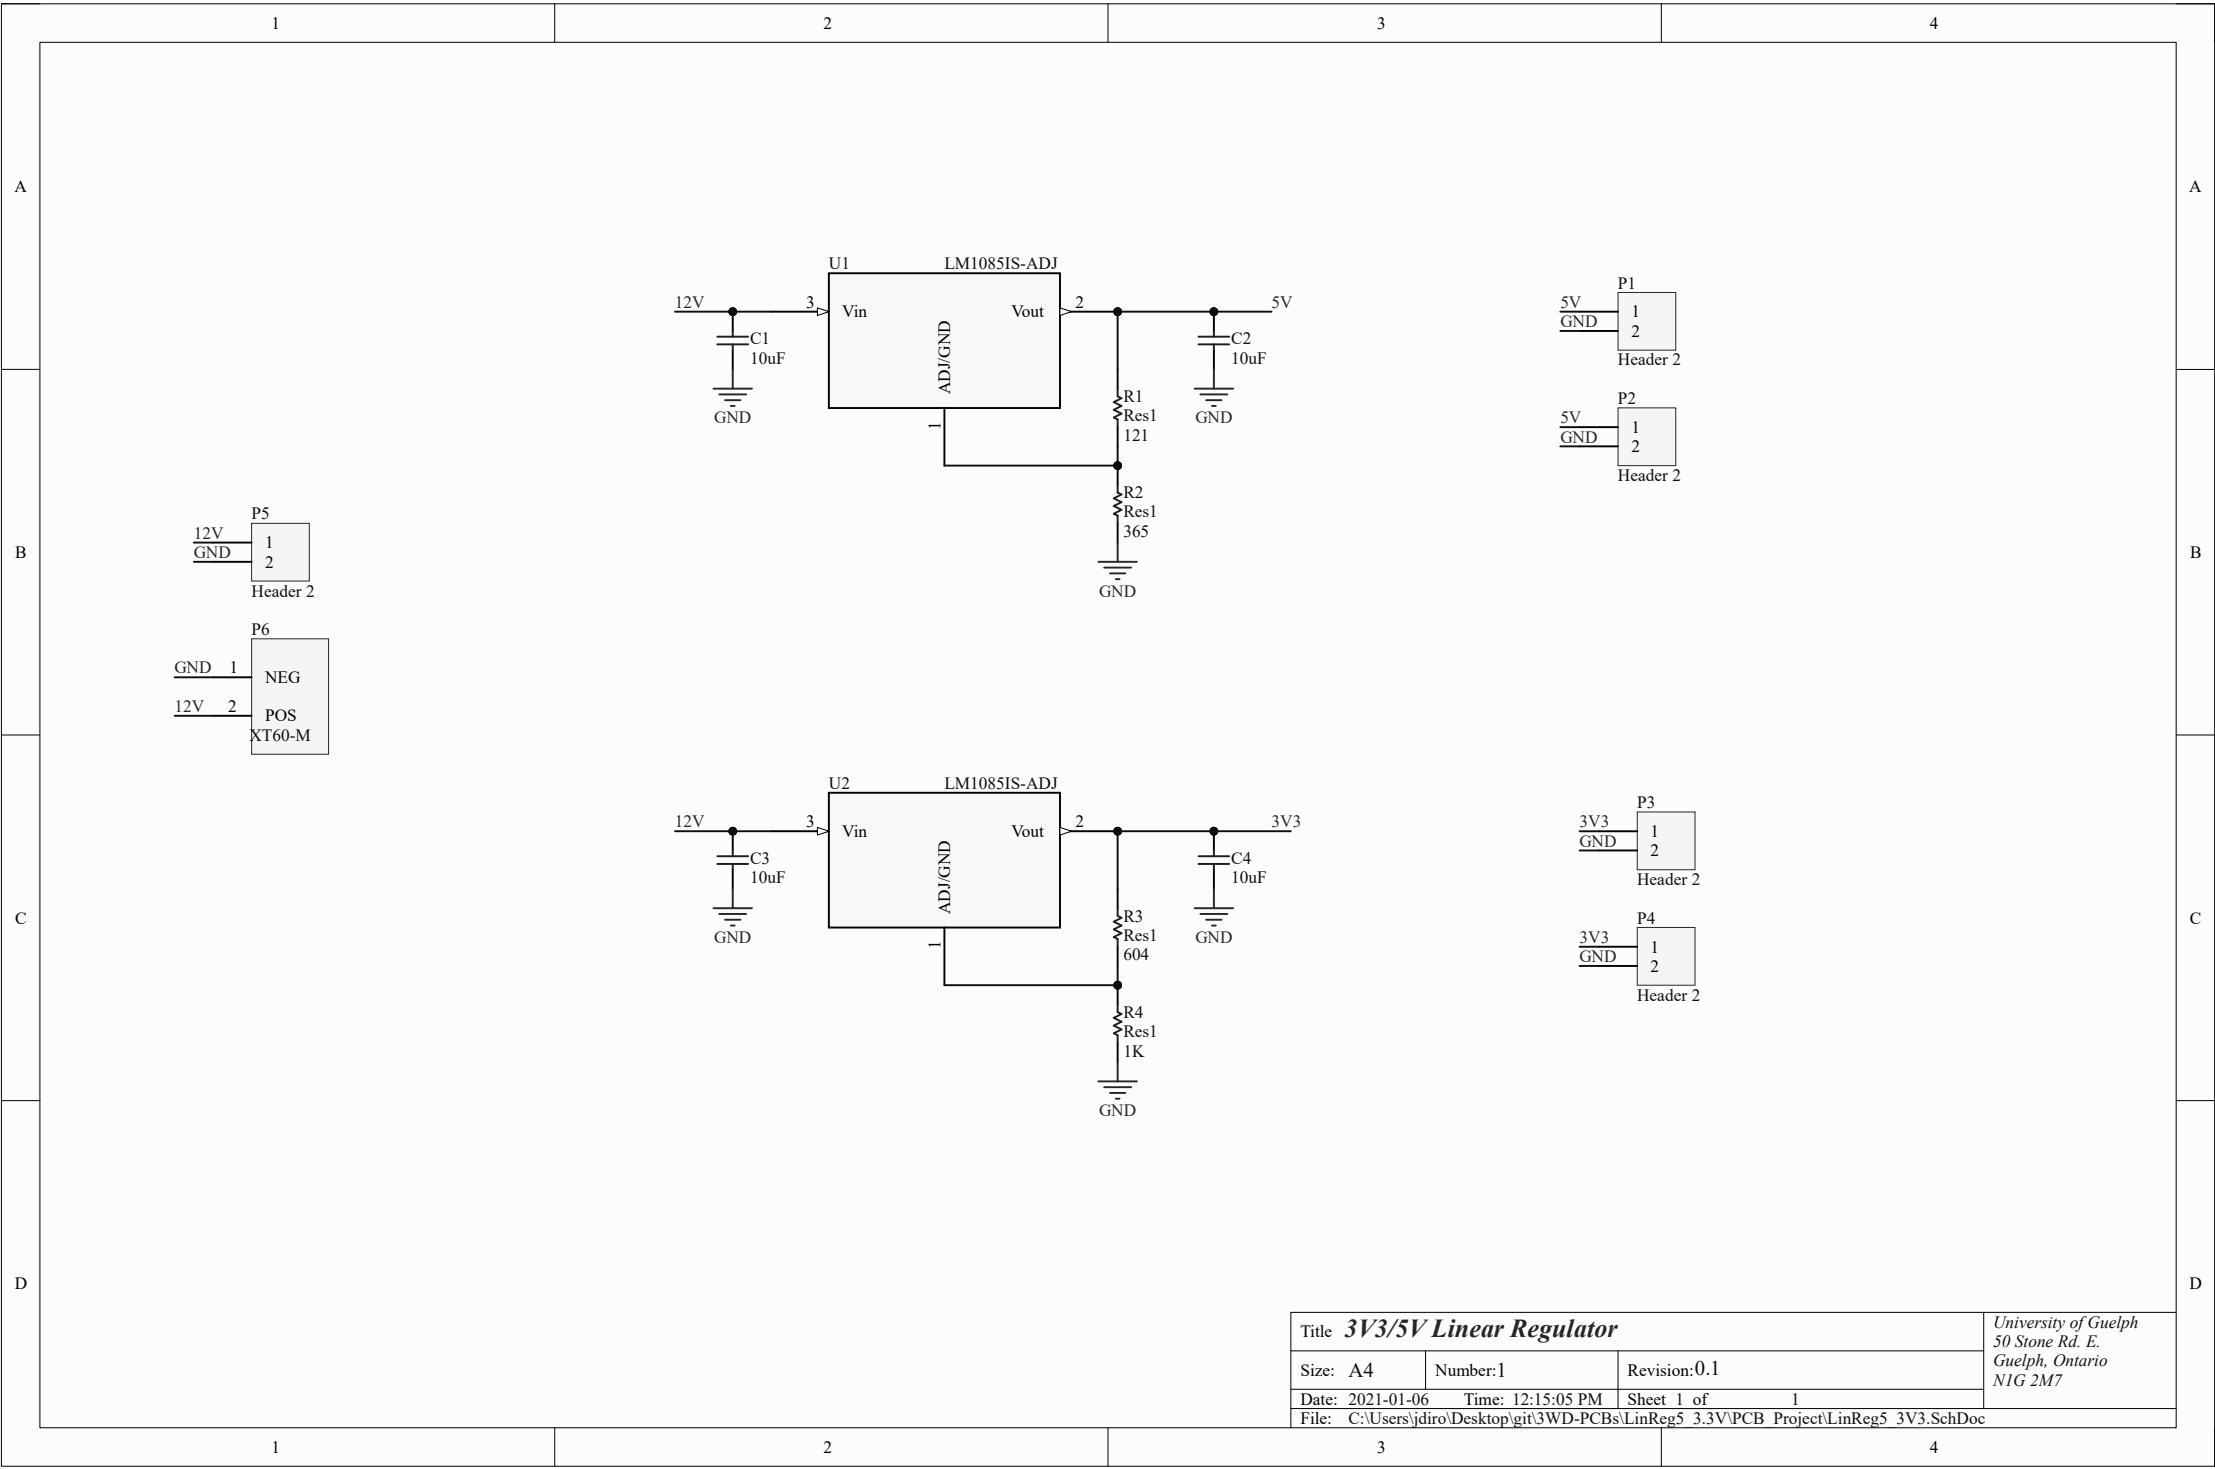 1 2 3 4
A A
B B
C C
D D
U1 LM1085IS-ADJ
12V 3 Vin Vout 2 5V
ADJ/GND
1
C1
10uF
GND
C2
10uF
GND
R1
Res1
121
R2
Res1
365
GND
P1
5V 1
GND 2
Header 2
P2
5V 1
GND 2
Header 2
P5
12V 1
GND 2
Header 2
P6
GND 1 NEG
12V 2 POS
XT60-M
U2 LM1085IS-ADJ
12V 3 Vin Vout 2 3V3
ADJ/GND
1
C3
10uF
GND
C4
10uF
GND
R3
Res1
604
R4
Res1
1K
GND
P3
3V3 1
GND 2
Header 2
P4
3V3 1
GND 2
Header 2
Title 3V3/5V Linear Regulator
Size: A4 Number:1 Revision:0.1
Date: 2021-01-06 Time: 12:15:05 PM Sheet 1 of 1
File: C:\Users\jdiro\Desktop\git\3WD-PCBs\LinReg5_3.3V\PCB_Project\LinReg5_3V3.SchDoc
University of Guelph
50 Stone Rd. E.
Guelph, Ontario
N1G 2M7
1 2 3 4